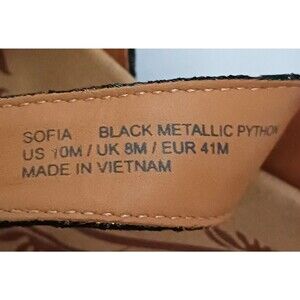 SOFIA BLACK METALLIC PYTHON
US 10M / UK 8M / EUR 41M
MADE IN VIETNAM